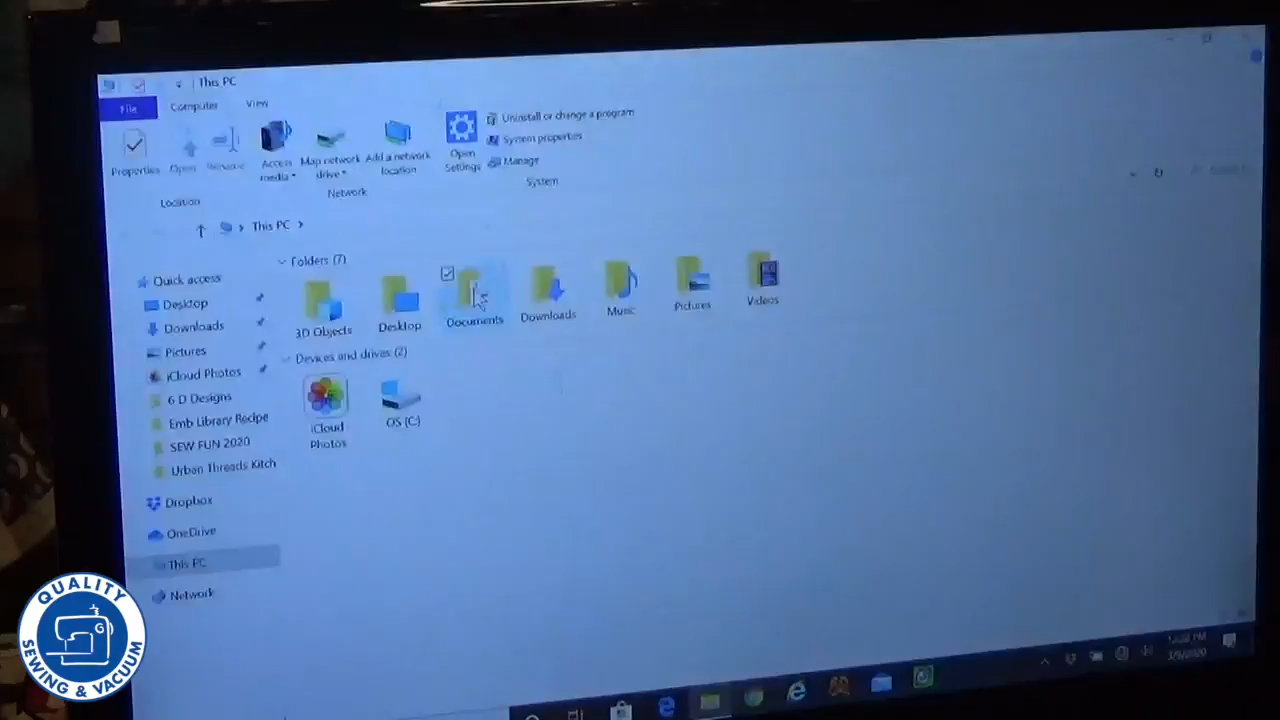 This PC
File
Computer
View
Properties
Open
Rename
Access media
Map network drive
Add a network location
Open Settings
Uninstall or change a program
System properties
Manage
Location
Network
System
This PC
Quick access
Desktop
Downloads
Pictures
iCloud Photos
6 D Designs
Emb Library Recipe
SEW FUN 2020
Urban Threads Kitch
Dropbox
OneDrive
This PC
Network
Folders (7)
3D Objects
Desktop
Documents
Downloads
Music
Pictures
Videos
Devices and drives (2)
iCloud
Photos
OS (C:)
QUALITY
SEWING & VACUUM